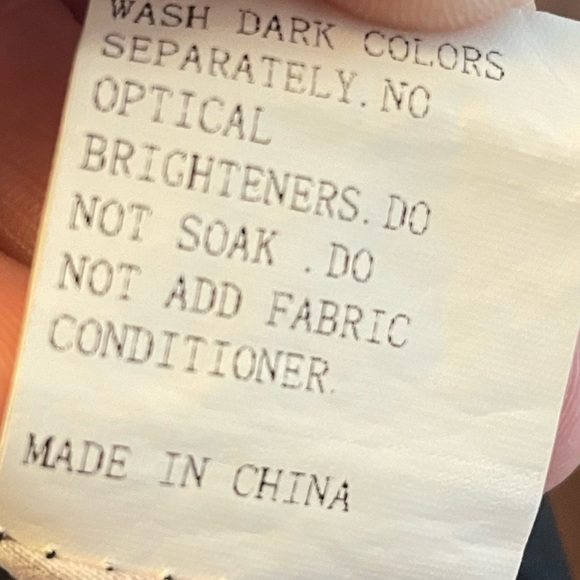 WASH DARK COLORS
SEPARATELY. NO
OPTICAL
BRIGHTENERS. DO
NOT SOAK . DO
NOT ADD FABRIC
CONDITIONER.
MADE IN CHINA